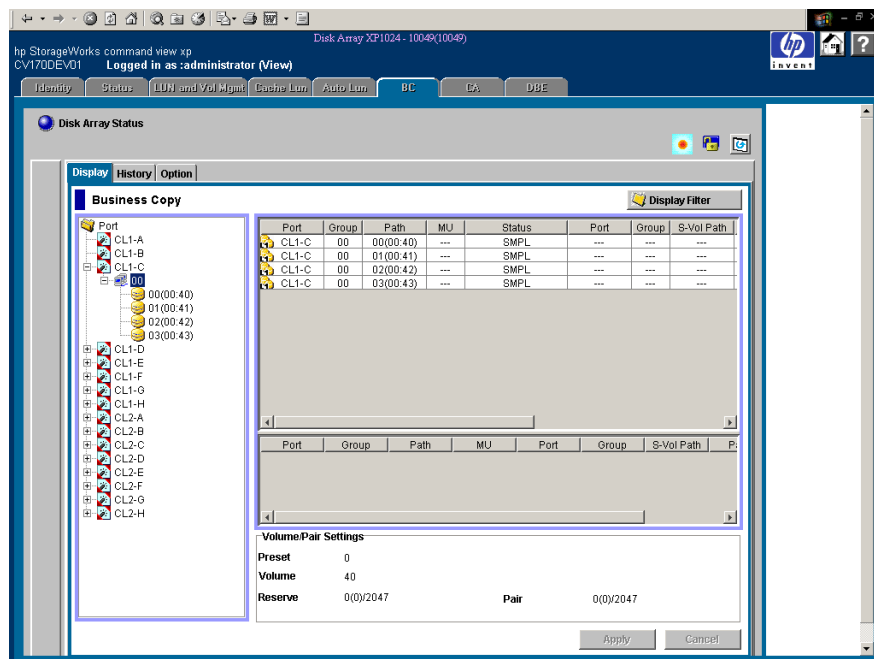 Disk Array XP1024 - 10049(10049)
hp StorageWorks command view xp
CV170DEV01 Logged in as :administrator (View)
hp
invent
?
Identity Status LUN and Vol Mgmt Cache Lun Auto Lun BC CA DBE
Disk Array Status
Display History Option
Business Copy
Display Filter
Port
CL1-A
CL1-B
CL1-C
00
00(00:40)
01(00:41)
02(00:42)
03(00:43)
CL1-D
CL1-E
CL1-F
CL1-G
CL1-H
CL2-A
CL2-B
CL2-C
CL2-D
CL2-E
CL2-F
CL2-G
CL2-H
Port Group Path MU Status Port Group S-Vol Path
CL1-C 00 00(00:40) --- SMPL --- --- ---
CL1-C 00 01(00:41) --- SMPL --- --- ---
CL1-C 00 02(00:42) --- SMPL --- --- ---
CL1-C 00 03(00:43) --- SMPL --- --- ---
Port Group Path MU Port Group S-Vol Path P
Volume/Pair Settings
Preset 0
Volume 40
Reserve 0(0)/2047 Pair 0(0)/2047
Apply Cancel